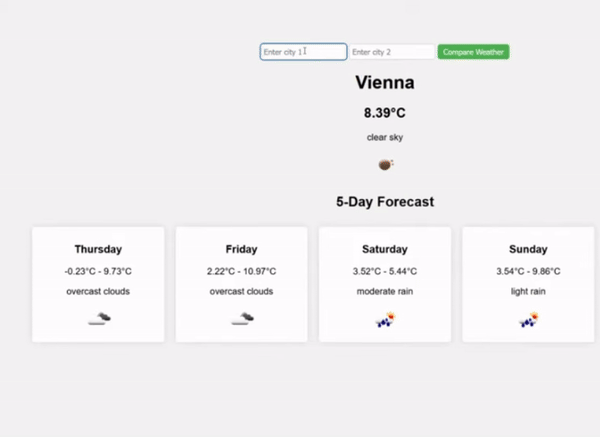 Enter city 1 Enter city 2 Compare Weather
Vienna
8.39°C
clear sky
5-Day Forecast
Thursday Friday Saturday Sunday
-0.23°C - 9.73°C 2.22°C - 10.97°C 3.52°C - 5.44°C 3.54°C - 9.86°C
overcast clouds overcast clouds moderate rain light rain